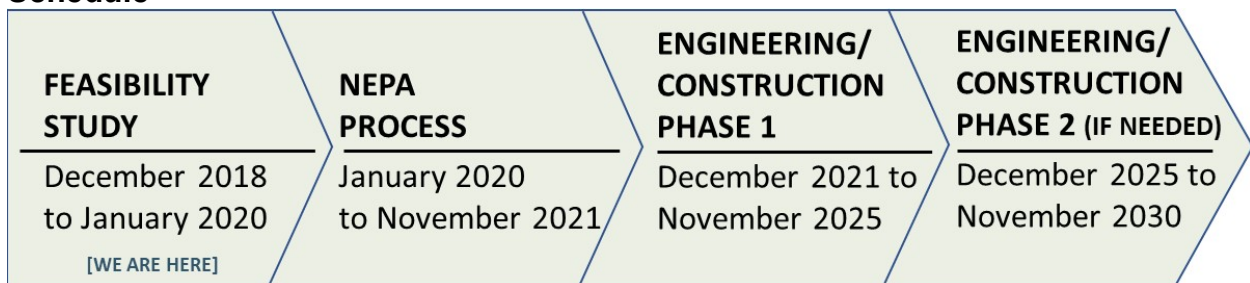 FEASIBILITY
STUDY
December 2018
to January 2020
[WE ARE HERE]
NEPA
PROCESS
January 2020
to November 2021
ENGINEERING/
CONSTRUCTION
PHASE 1
December 2021 to
November 2025
ENGINEERING/
CONSTRUCTION
PHASE 2 (IF NEEDED)
December 2025 to
November 2030